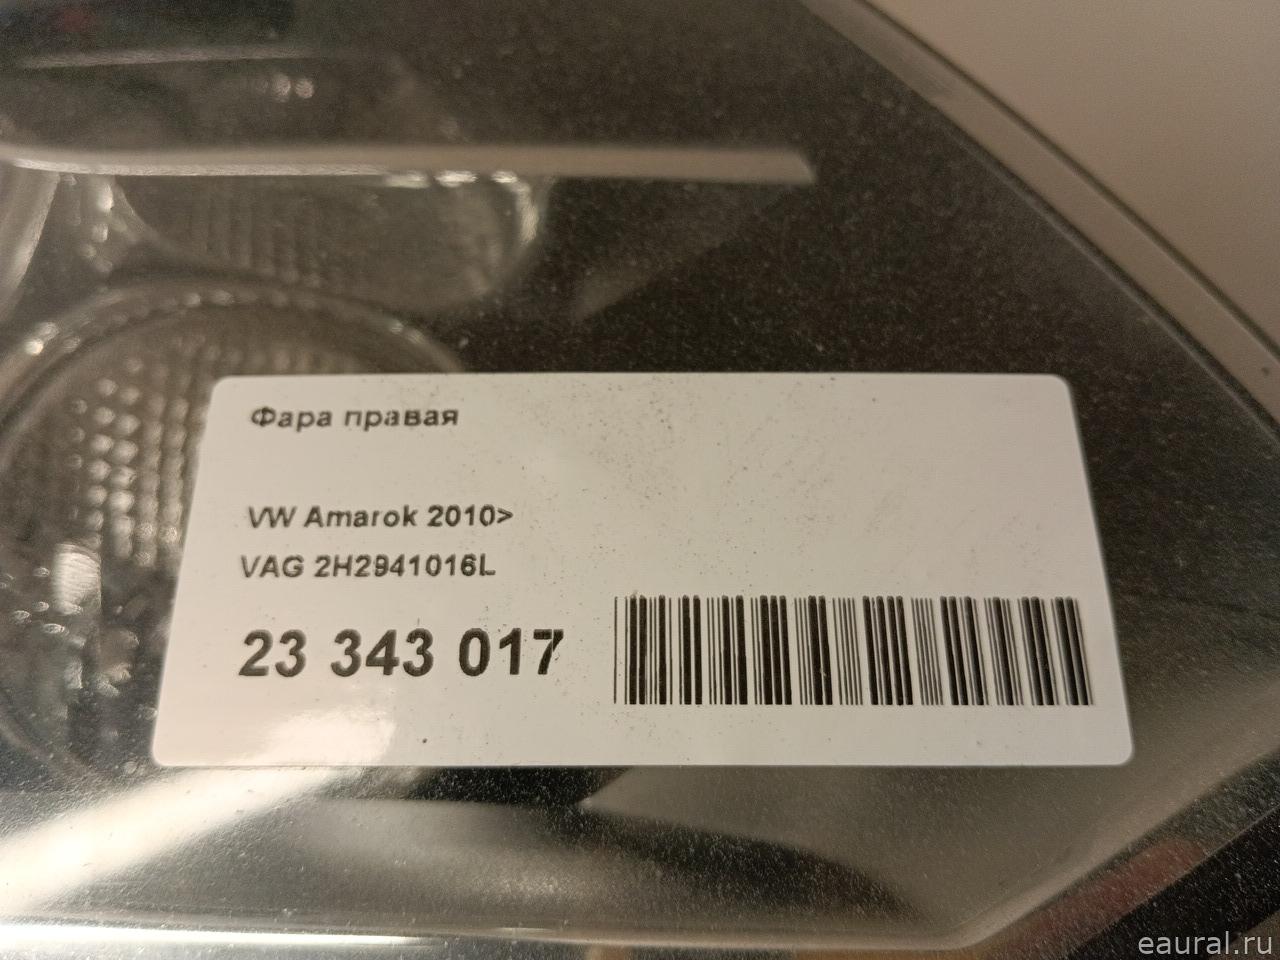 Фара правая
VW Amarok 2010>
VAG 2H2941016L
23 343 017
eaural.ru